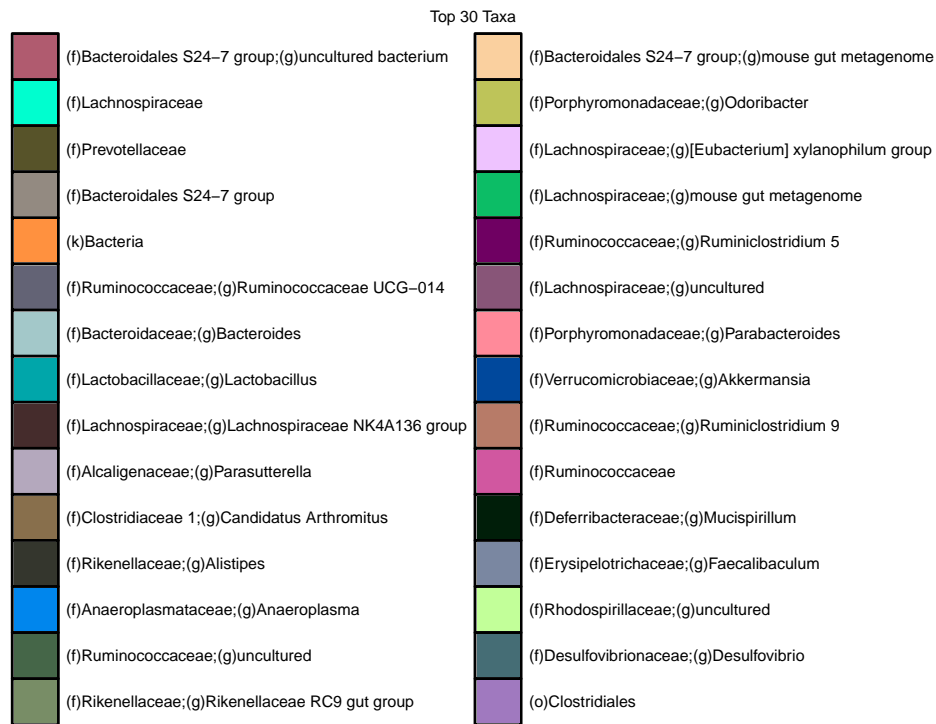 Top 30 Taxa
(f)Bacteroidales S24−7 group;(g)uncultured bacterium
(f)Lachnospiraceae
(f)Prevotellaceae
(f)Bacteroidales S24−7 group
(k)Bacteria
(f)Ruminococcaceae;(g)Ruminococcaceae UCG−014
(f)Bacteroidaceae;(g)Bacteroides
(f)Lactobacillaceae;(g)Lactobacillus
(f)Lachnospiraceae;(g)Lachnospiraceae NK4A136 group
(f)Alcaligenaceae;(g)Parasutterella
(f)Clostridiaceae 1;(g)Candidatus Arthromitus
(f)Rikenellaceae;(g)Alistipes
(f)Anaeroplasmataceae;(g)Anaeroplasma
(f)Ruminococcaceae;(g)uncultured
(f)Rikenellaceae;(g)Rikenellaceae RC9 gut group
(f)Bacteroidales S24−7 group;(g)mouse gut metagenome
(f)Porphyromonadaceae;(g)Odoribacter
(f)Lachnospiraceae;(g)[Eubacterium] xylanophilum group
(f)Lachnospiraceae;(g)mouse gut metagenome
(f)Ruminococcaceae;(g)Ruminiclostridium 5
(f)Lachnospiraceae;(g)uncultured
(f)Porphyromonadaceae;(g)Parabacteroides
(f)Verrucomicrobiaceae;(g)Akkermansia
(f)Ruminococcaceae;(g)Ruminiclostridium 9
(f)Ruminococcaceae
(f)Deferribacteraceae;(g)Mucispirillum
(f)Erysipelotrichaceae;(g)Faecalibaculum
(f)Rhodospirillaceae;(g)uncultured
(f)Desulfovibrionaceae;(g)Desulfovibrio
(o)Clostridiales